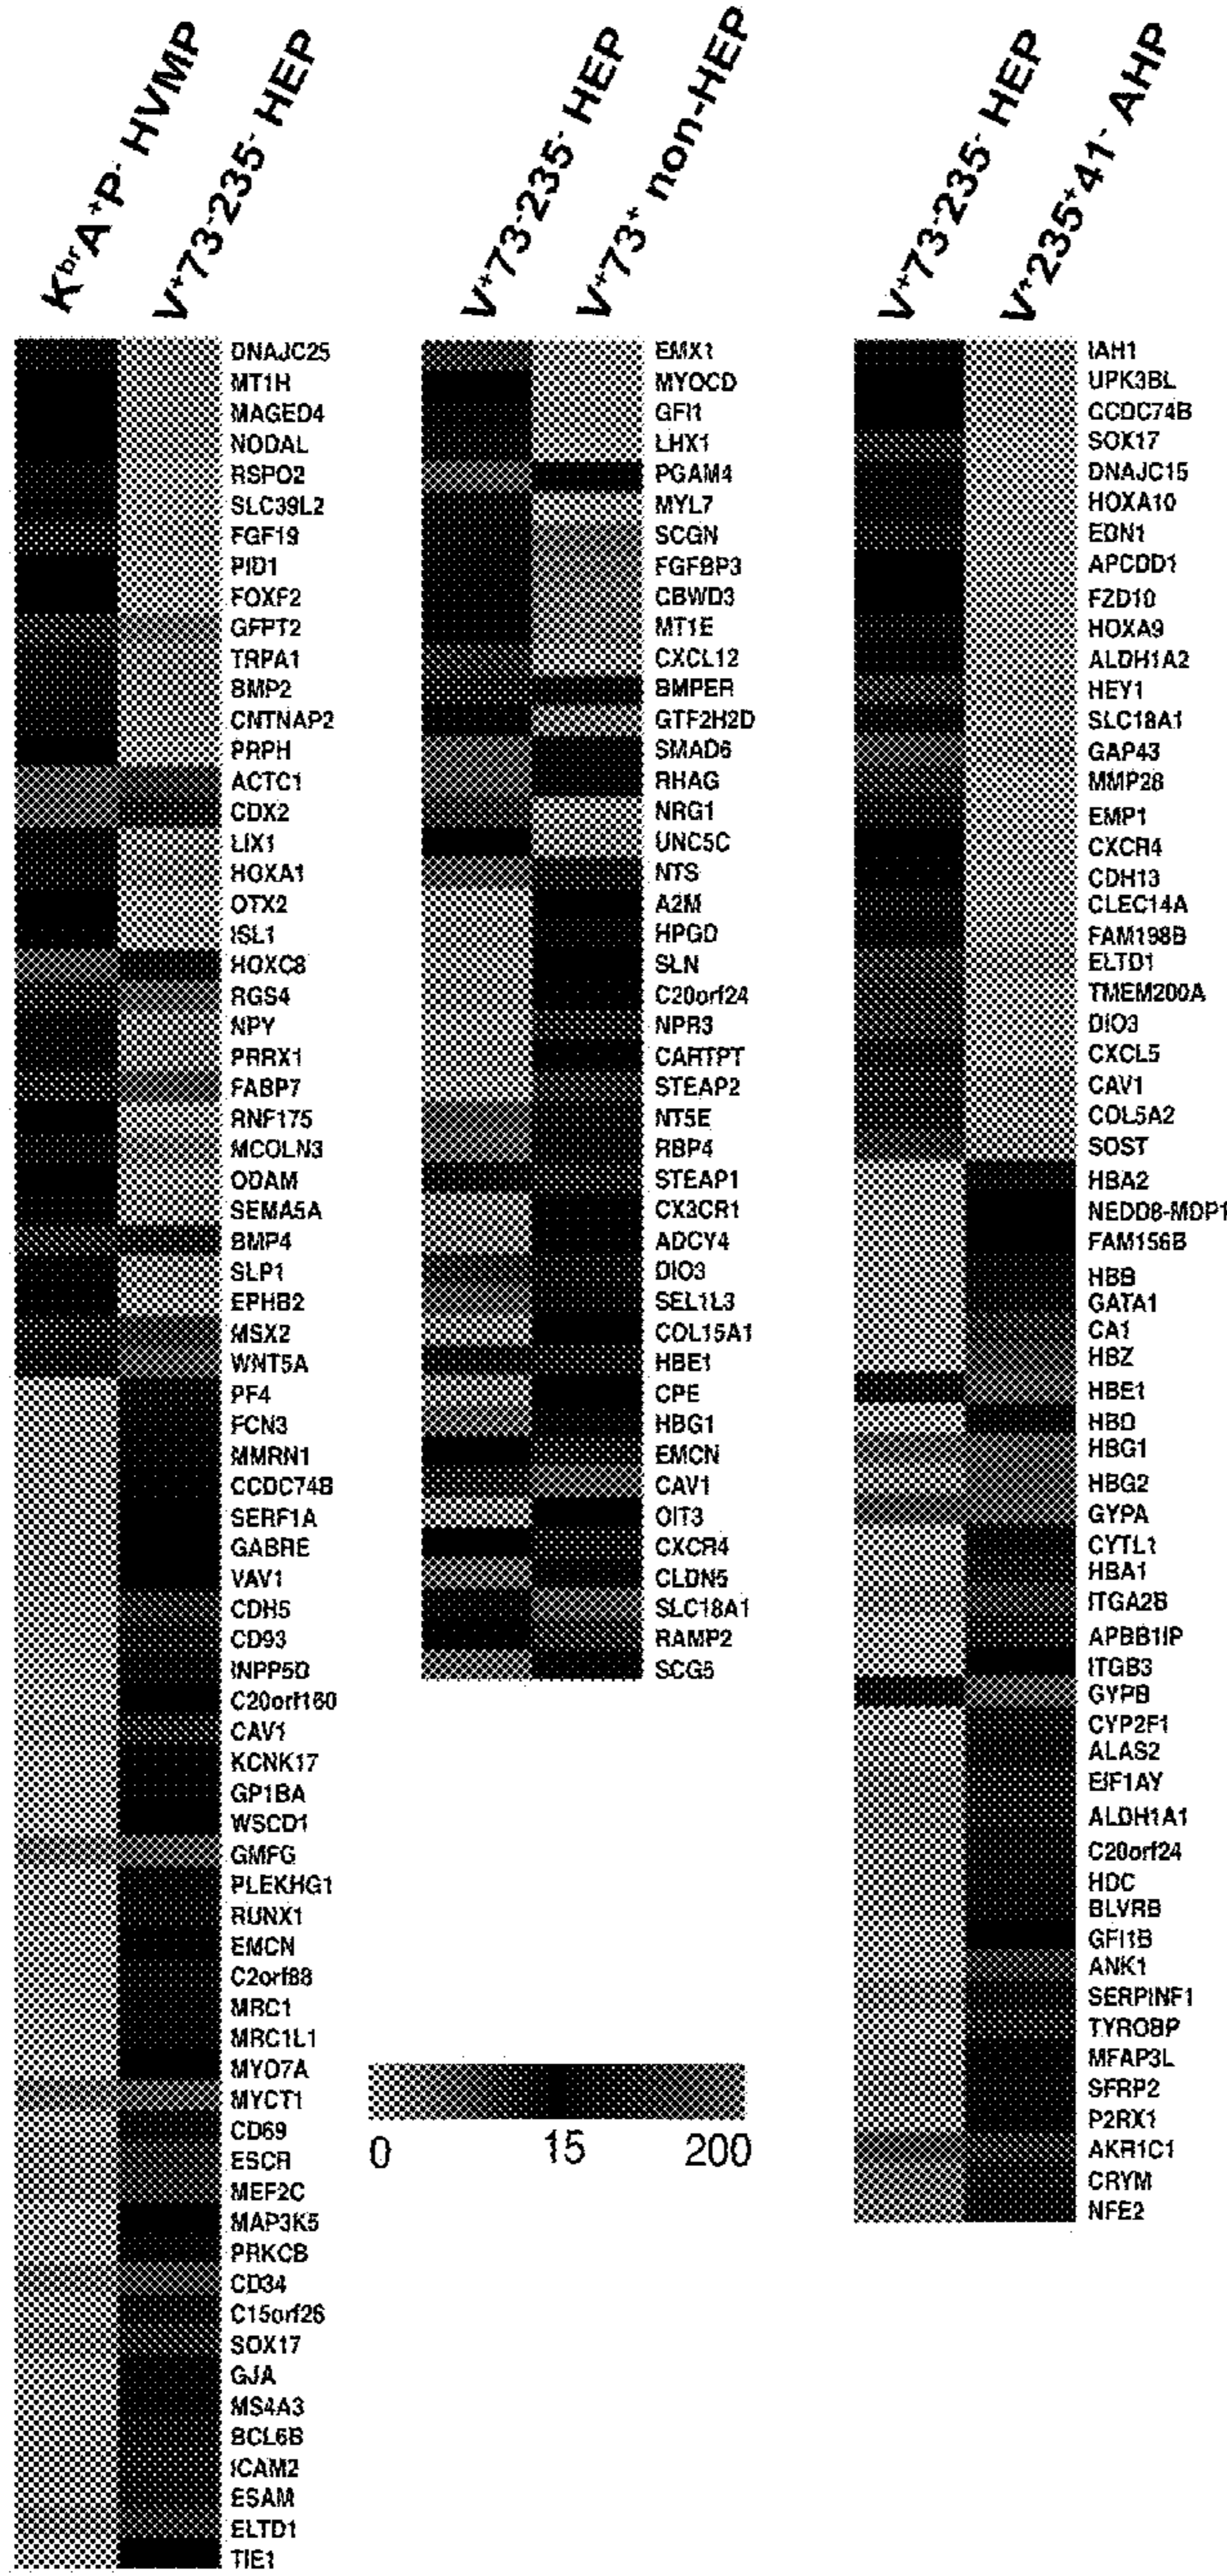 KbrA+P- HVMP
V+73-235- HEP
V+73-235- HEP
V+73+ non-HEP
V+73-235- HEP
V+235+41- AHP
DNAJC25
MT1H
MAGED4
NODAL
RSPO2
SLC39L2
FGF19
PID1
FOXF2
GFPT2
TRPA1
BMP2
CNTNAP2
PRPH
ACTC1
CDX2
LIX1
HOXA1
OTX2
ISL1
HOXC8
RGS4
NPY
PRRX1
FABP7
RNF175
MCOLN3
ODAM
SEMA5A
BMP4
SLP1
EPHB2
MSX2
WNT5A
PF4
FCN3
MMRN1
CCDC74B
SERF1A
GABRE
VAV1
CDH5
CD93
INPP5D
C20orf160
CAV1
KCNK17
GP1BA
WSCD1
GMFG
PLEKHG1
RUNX1
EMCN
C2orf88
MRC1
MRC1L1
MYO7A
MYCT1
CD69
ESCR
MEF2C
MAP3K5
PRKCB
CD34
C15orf26
SOX17
GJA
MS4A3
BCL6B
ICAM2
ESAM
ELTD1
TIE1
EMX1
MYOCD
GFI1
LHX1
PGAM4
MYL7
SCGN
FGFBP3
CBWD3
MT1E
CXCL12
BMPER
GTF2H2D
SMAD6
RHAG
NRG1
UNC5C
NTS
A2M
HPGD
SLN
C20orf24
NPR3
CARTPT
STEAP2
NT5E
RBP4
STEAP1
CX3CR1
ADCY4
DIO3
SEL1L3
COL15A1
HBE1
CPE
HBG1
EMCN
CAV1
OIT3
CXCR4
CLDN5
SLC18A1
RAMP2
SCG5
0 15 200
IAH1
UPK3BL
CCDC74B
SOX17
DNAJC15
HOXA10
EDN1
APCDD1
FZD10
HOXA9
ALDH1A2
HEY1
SLC18A1
GAP43
MMP28
EMP1
CXCR4
CDH13
CLEC14A
FAM198B
ELTD1
TMEM200A
DIO3
CXCL5
CAV1
COL5A2
SOST
HBA2
NEDD8-MDP1
FAM156B
HBB
GATA1
CA1
HBZ
HBE1
HBD
HBG1
HBG2
GYPA
CYTL1
HBA1
ITGA2B
APBB1IP
ITGB3
GYPB
CYP2F1
ALAS2
EIF1AY
ALDH1A1
C20orf24
HDC
BLVRB
GFI1B
ANK1
SERPINF1
TYROBP
MFAP3L
SFRP2
P2RX1
AKR1C1
CRYM
NFE2